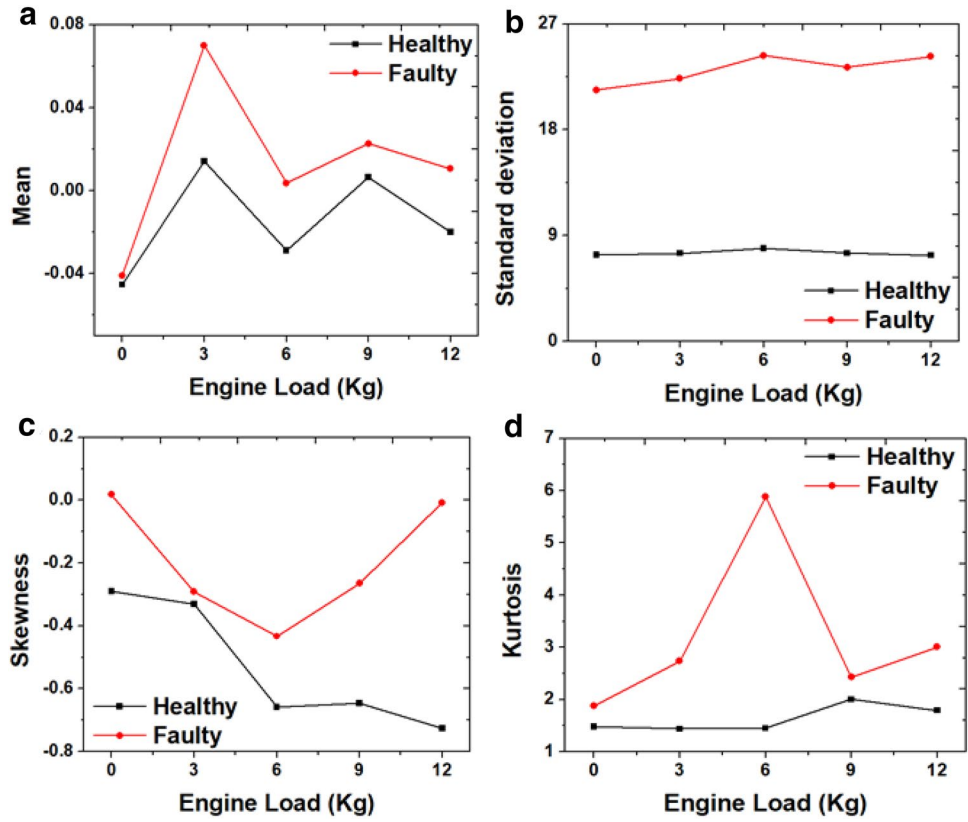 a
0.08
0.04
0.00
-0.04
Mean
Healthy
Faulty
0 3 6 9 12
Engine Load (Kg)
b
27
18
9
0
Standard deviation
Healthy
Faulty
0 3 6 9 12
Engine Load (Kg)
c
0.2
0.0
-0.2
-0.4
-0.6
-0.8
Skewness
Healthy
Faulty
0 3 6 9 12
Engine Load (Kg)
d
7
6
5
4
3
2
1
Kurtosis
Healthy
Faulty
0 3 6 9 12
Engine Load (Kg)